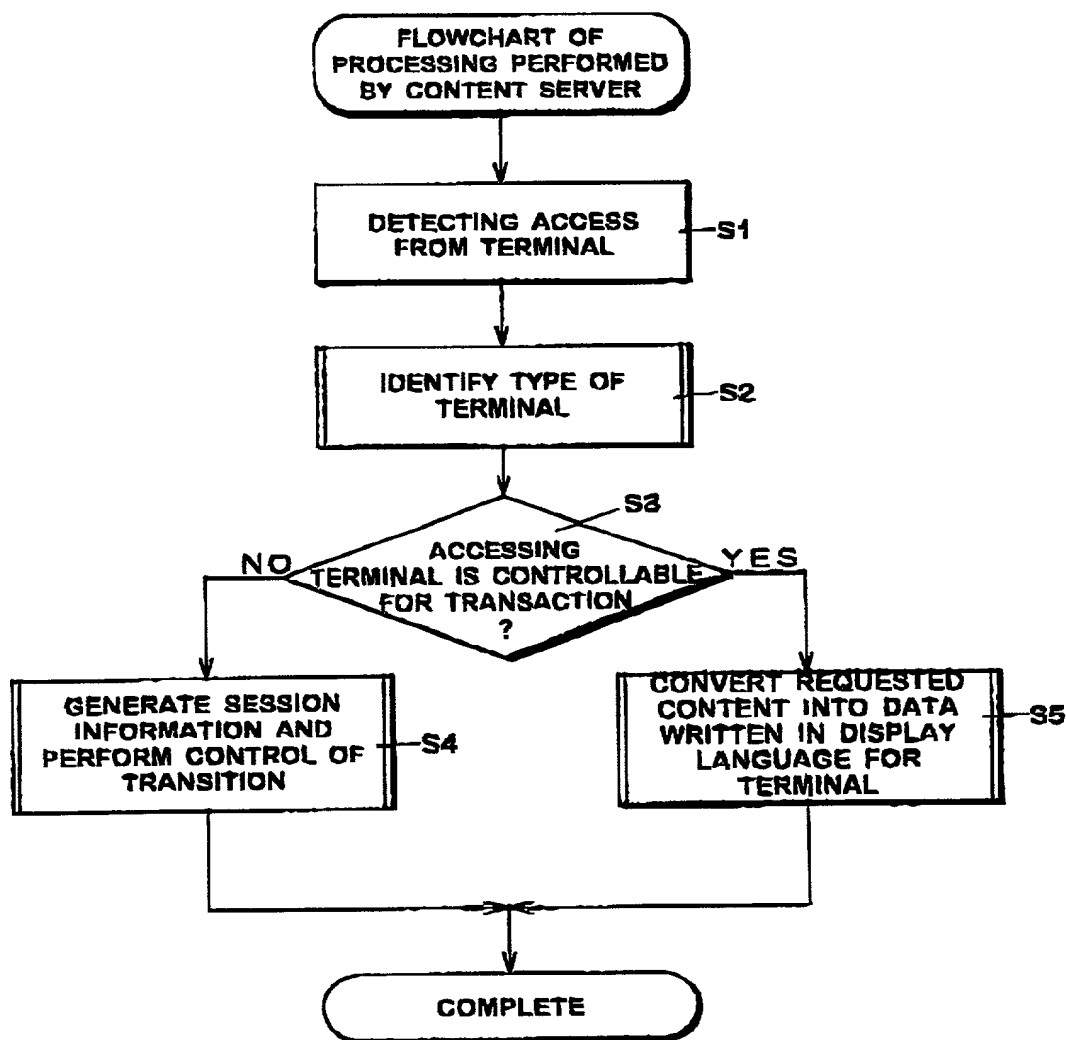 FLOWCHART OF
PROCESSING PERFORMED
BY CONTENT SERVER
DETECTING ACCESS
FROM TERMINAL
S1
IDENTIFY TYPE OF
TERMINAL
S2
S3
ACCESSING
TERMINAL IS CONTROLLABLE
FOR TRANSACTION
?
NO
YES
GENERATE SESSION
INFORMATION AND
PERFORM CONTROL OF
TRANSITION
S4
CONVERT REQUESTED
CONTENT INTO DATA
WRITTEN IN DISPLAY
LANGUAGE FOR
TERMINAL
S5
COMPLETE